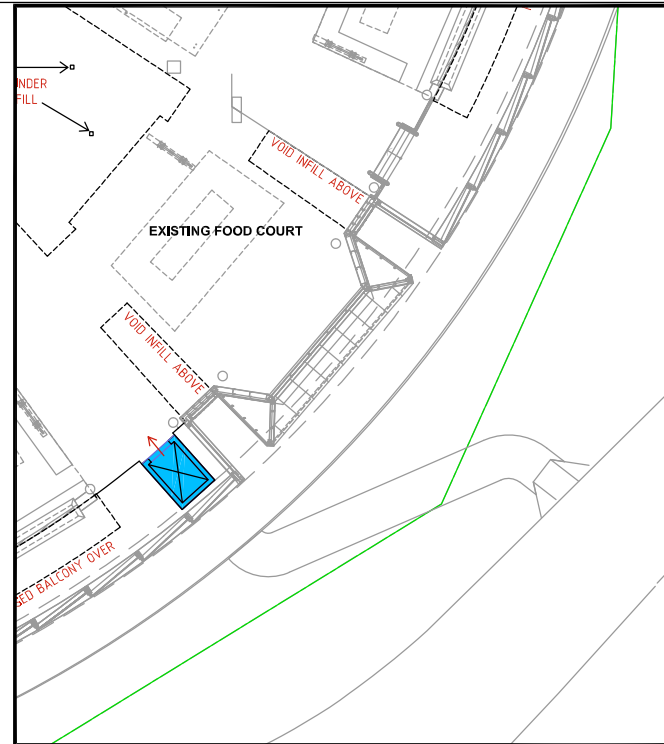 UNDER
FILL
VOID INFILL ABOVE
EXISTING FOOD COURT
VOID INFILL ABOVE
SED BALCONY OVER